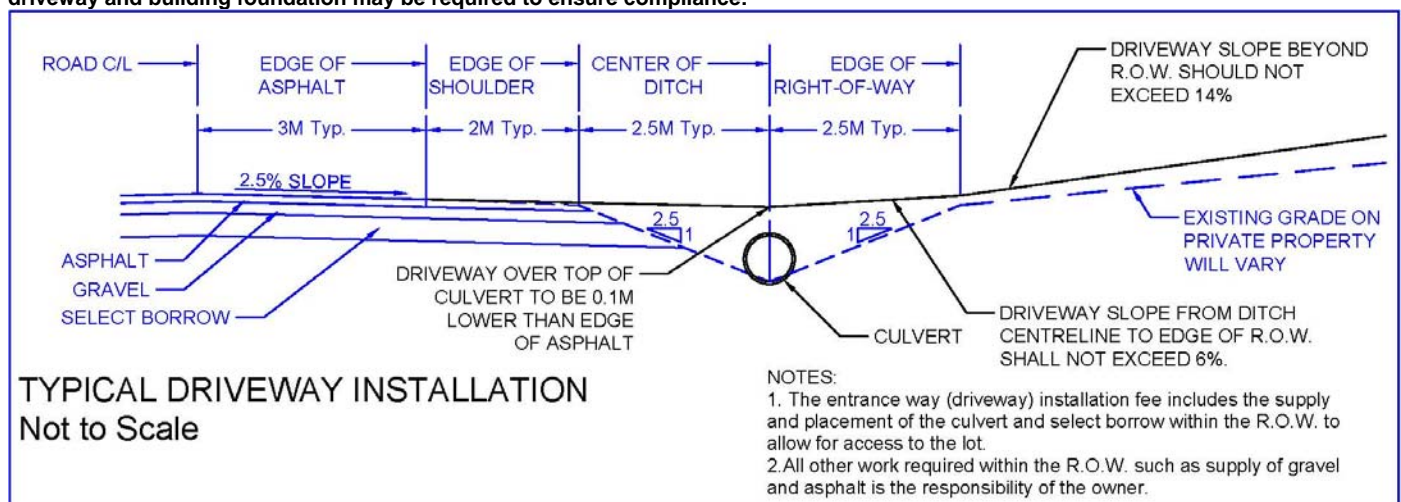 driveway and building foundation may be required to ensure compliance.
ROAD C/L
EDGE OF
ASPHALT
EDGE OF
SHOULDER
CENTER OF
DITCH
EDGE OF
RIGHT-OF-WAY
DRIVEWAY SLOPE BEYOND
R.O.W. SHOULD NOT
EXCEED 14%
3M Typ.
2M Typ.
2.5M Typ.
2.5M Typ.
2.5% SLOPE
2.5
1
2.5
1
ASPHALT
GRAVEL
SELECT BORROW
DRIVEWAY OVER TOP OF
CULVERT TO BE 0.1M
LOWER THAN EDGE
OF ASPHALT
EXISTING GRADE ON
PRIVATE PROPERTY
WILL VARY
CULVERT
DRIVEWAY SLOPE FROM DITCH
CENTRELINE TO EDGE OF R.O.W.
SHALL NOT EXCEED 6%.
TYPICAL DRIVEWAY INSTALLATION
Not to Scale
NOTES:
1. The entrance way (driveway) installation fee includes the supply
and placement of the culvert and select borrow within the R.O.W. to
allow for access to the lot.
2.All other work required within the R.O.W. such as supply of gravel
and asphalt is the responsibility of the owner.